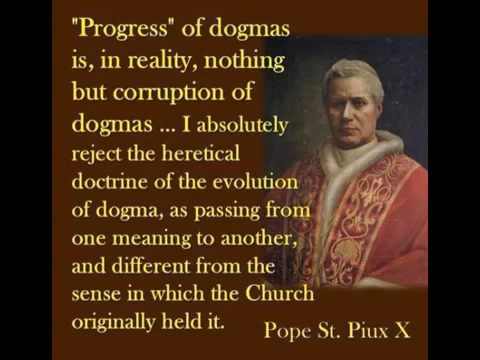 "Progress" of dogmas
is, in reality, nothing
but corruption of
dogmas ... I absolutely
reject the heretical
doctrine of the evolution
of dogma, as passing from
one meaning to another,
and different from the
sense in which the Church
originally held it.
Pope St. Piux X